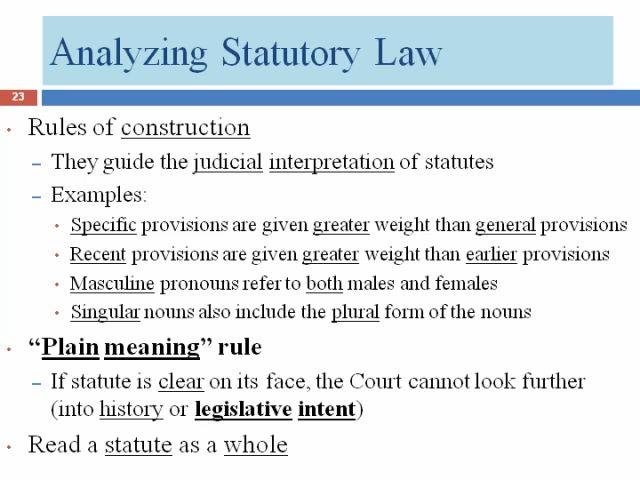 Analyzing Statutory Law
23
• Rules of construction
– They guide the judicial interpretation of statutes
– Examples:
• Specific provisions are given greater weight than general provisions
• Recent provisions are given greater weight than earlier provisions
• Masculine pronouns refer to both males and females
• Singular nouns also include the plural form of the nouns
• “Plain meaning” rule
– If statute is clear on its face, the Court cannot look further
(into history or legislative intent)
• Read a statute as a whole